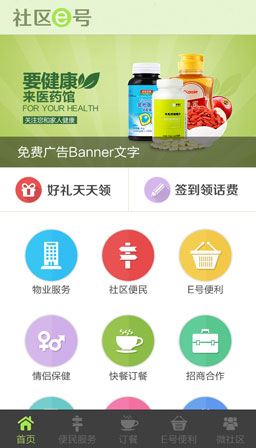 社区e号
要健康
来医药馆
FOR YOUR HEALTH
关注您和家人健康
免费广告Banner文字
好礼天天领
签到领话费
物业服务
社区便民
E号便利
情侣保健
快餐订餐
招商合作
首页
便民服务
订餐
E号便利
微社区